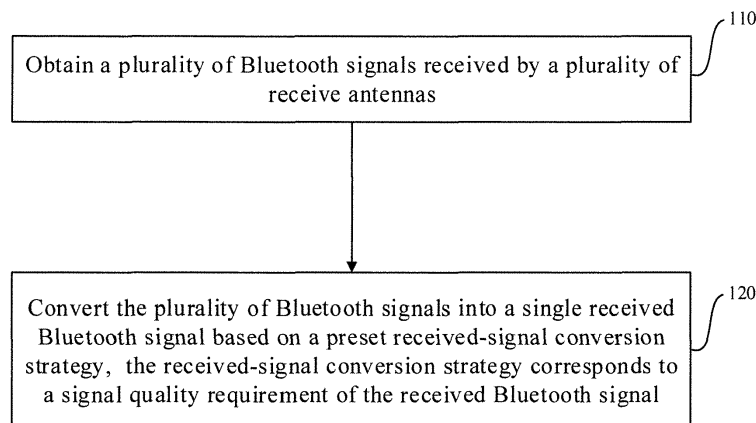 110
Obtain a plurality of Bluetooth signals received by a plurality of
receive antennas
120
Convert the plurality of Bluetooth signals into a single received
Bluetooth signal based on a preset received-signal conversion
strategy, the received-signal conversion strategy corresponds to
a signal quality requirement of the received Bluetooth signal